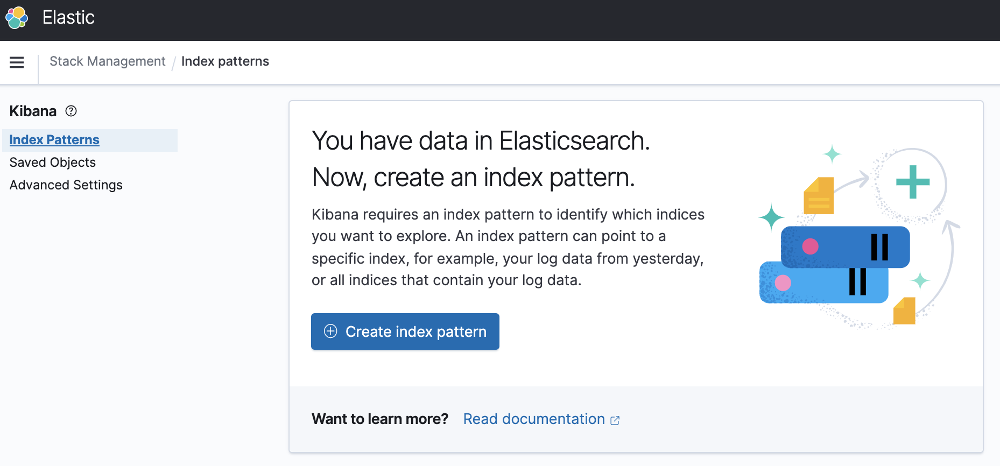 Elastic
Stack Management / Index patterns
Kibana
Index Patterns
Saved Objects
Advanced Settings
You have data in Elasticsearch.
Now, create an index pattern.
Kibana requires an index pattern to identify which indices
you want to explore. An index pattern can point to a
specific index, for example, your log data from yesterday,
or all indices that contain your log data.
Create index pattern
Want to learn more? Read documentation